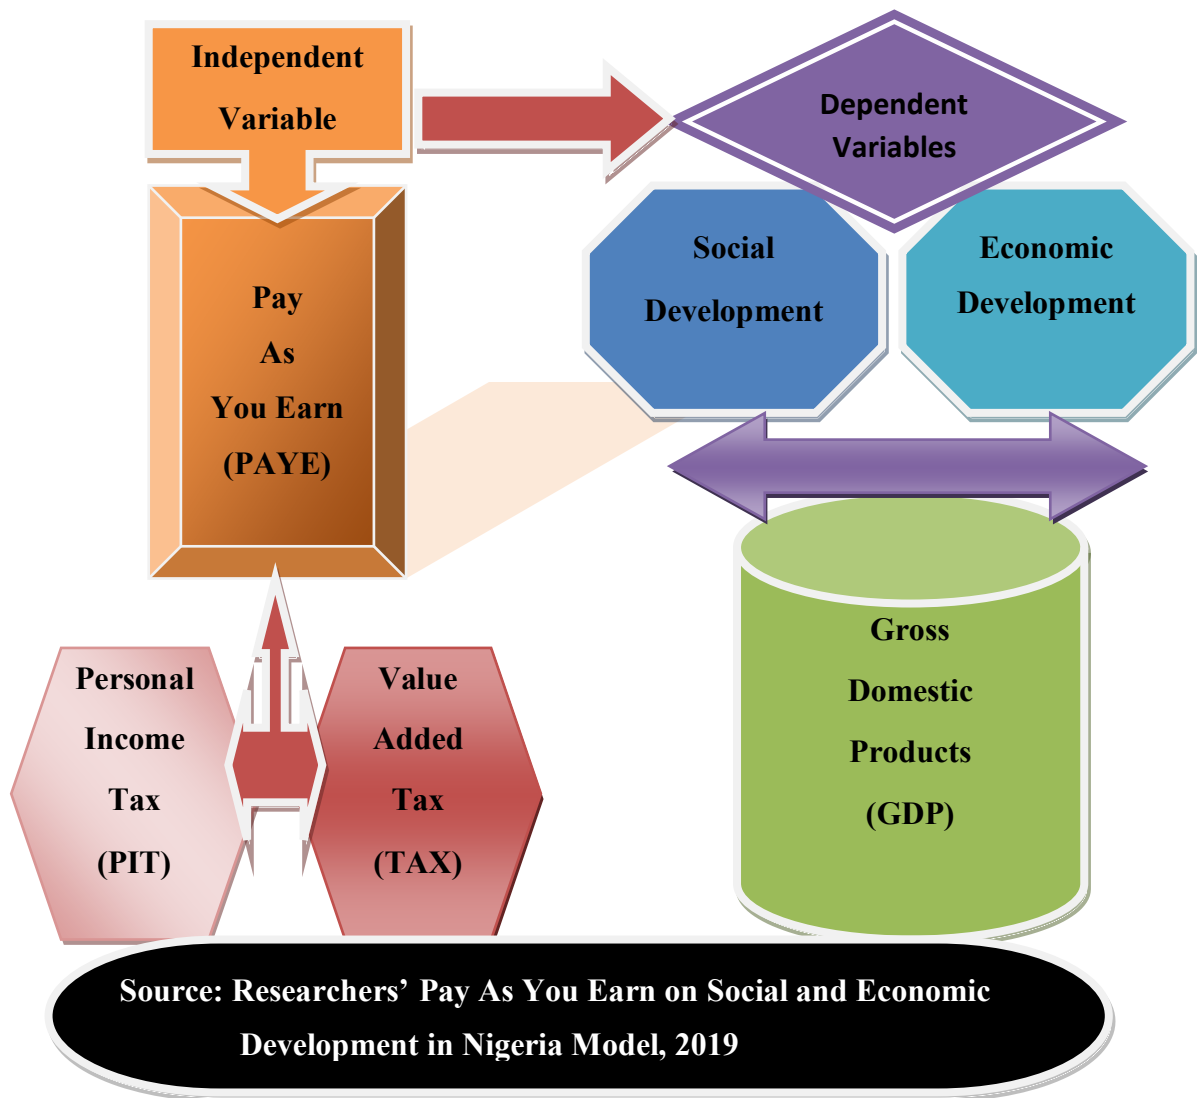 Independent
Variable
Dependent
Variables
Pay
As
You Earn
(PAYE)
Social
Development
Economic
Development
Personal
Income
Tax
(PIT)
Value
Added
Tax
(TAX)
Gross
Domestic
Products
(GDP)
Source: Researchers’ Pay As You Earn on Social and Economic
Development in Nigeria Model, 2019